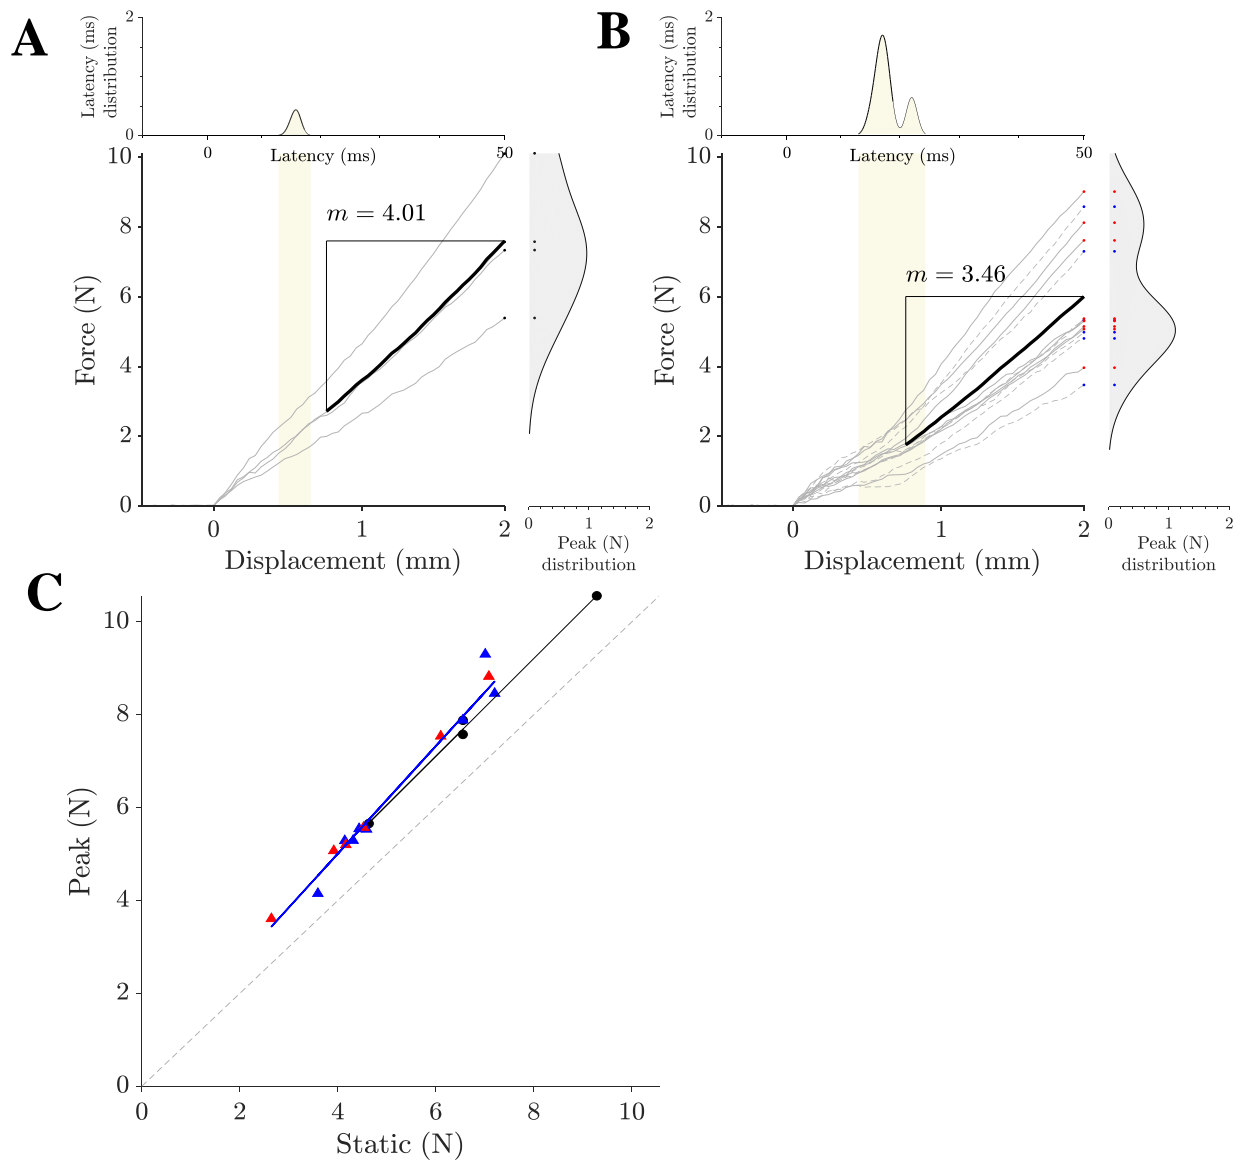 A
Latency (ms)
distribution
2
0
0
Latency (ms)
50
10
8
6
4
2
0
m = 4.01
Force (N)
0
1
2
Displacement (mm)
0
1
2
Peak (N)
distribution
B
Latency (ms)
distribution
2
0
0
Latency (ms)
50
10
8
6
4
2
0
m = 3.46
Force (N)
0
1
2
Displacement (mm)
0
1
2
Peak (N)
distribution
C
10
8
6
4
2
0
Peak (N)
0
2
4
6
8
10
Static (N)